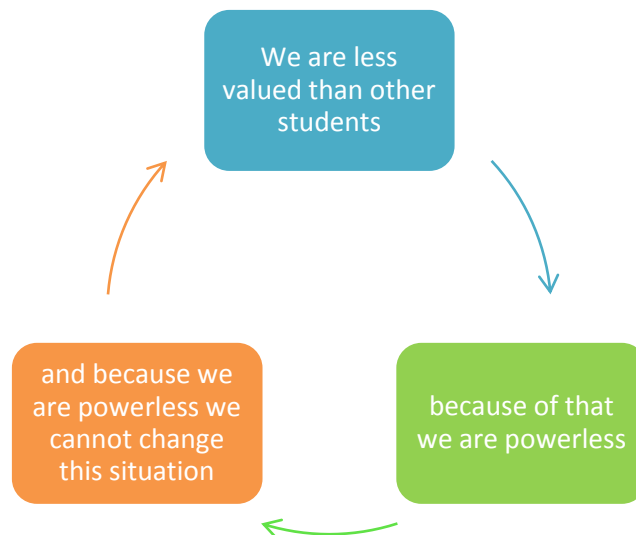 We are less
valued than other
students
because of that
we are powerless
and because we
are powerless we
cannot change
this situation